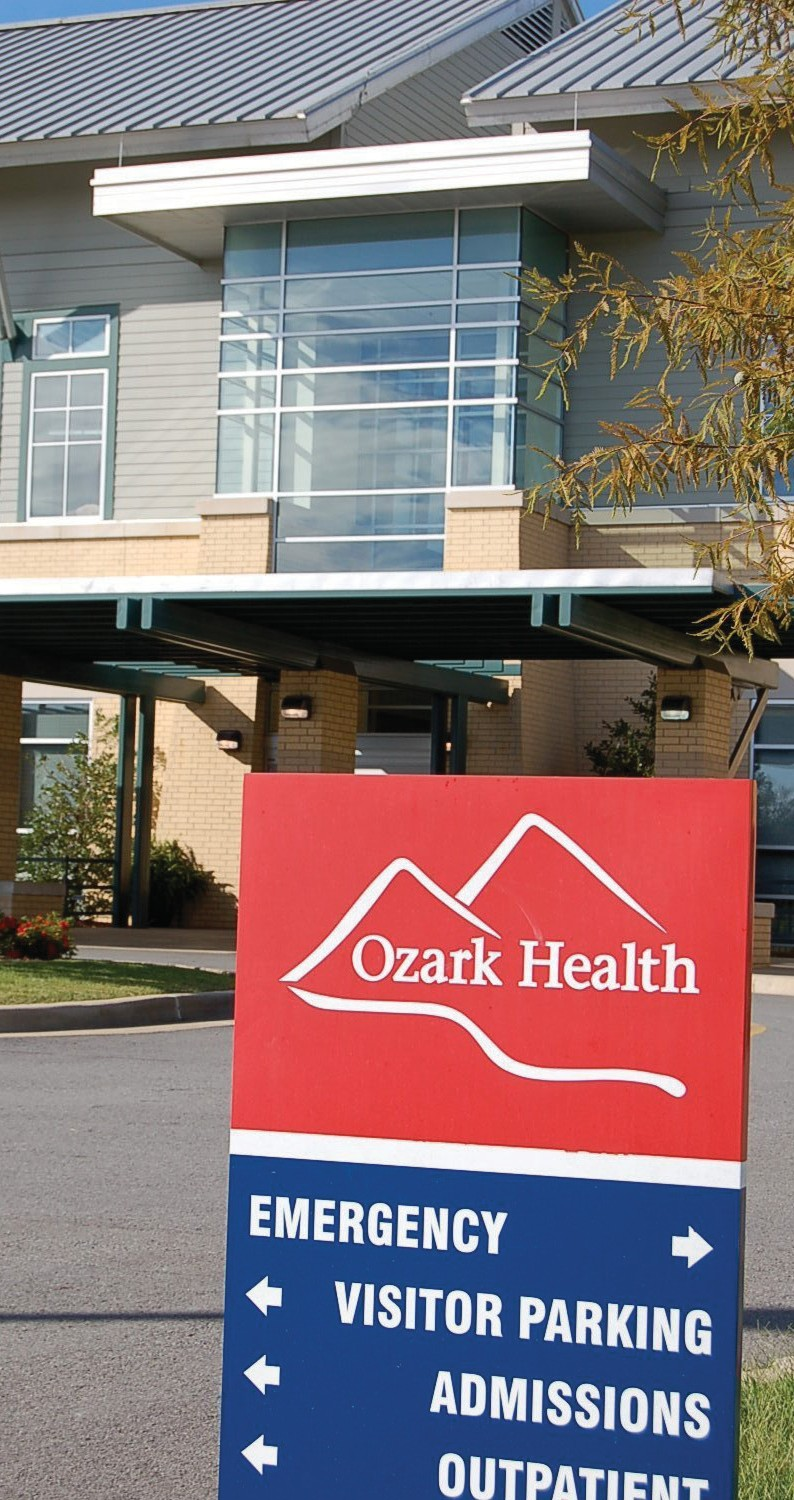 Ozark Health
EMERGENCY
VISITOR PARKING
ADMISSIONS
OUTPATIENT